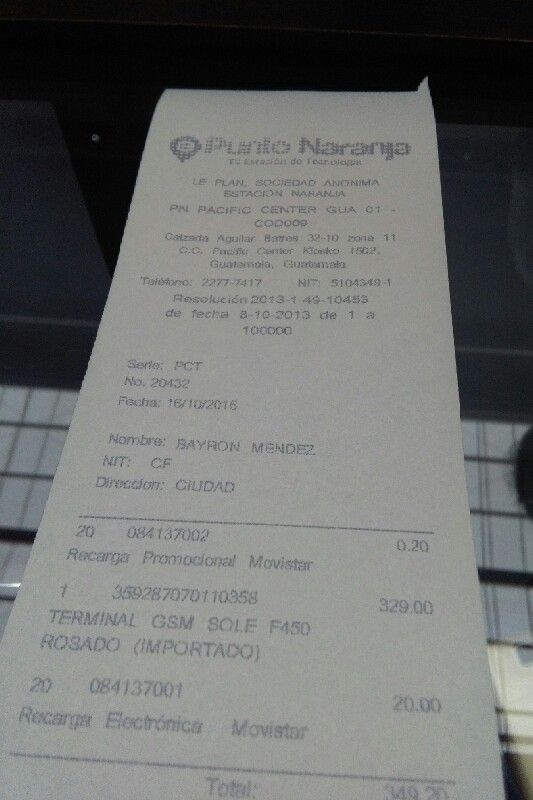 Punto Naranja
Tu Estación de Tecnología
LE PLAN, SOCIEDAD ANONIMA
ESTACION NARANJA
PN PACIFIC CENTER GUA 01 -
COD009
Calzada Aguilar Batres 32-10 zona 11
C.C. Pacific Center Kiosko 1502,
Guatemala, Guatemala
Teléfono: 2277-7417 NIT: 5104349-1
Resolución 2013-1-49-10453
de fecha 8-10-2013 de 1 a
100000
Serie: PCT
No. 20432
Fecha: 16/10/2016
Nombre: BAYRON MENDEZ
NIT: CF
Direccion: CIUDAD
20 084137002 0.20
Recarga Promocional Movistar
1 359287070110358 329.00
TERMINAL GSM SOLE F450
ROSADO (IMPORTADO)
20 084137001 20.00
Recarga Electrónica Movistar
Total: 349.20